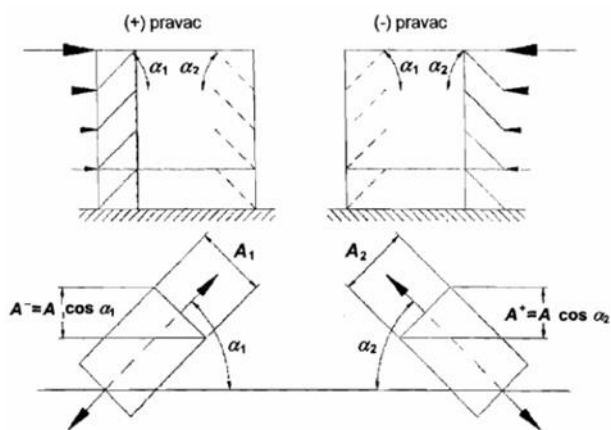 (+) pravac
(-) pravac
α₁ α₂
α₁ α₂
A₁
A₂
A⁻=A cos α₁
A⁺=A cos α₂
α₁
α₂